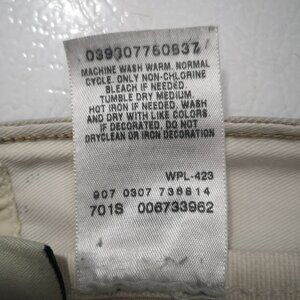 039307760837
MACHINE WASH WARM. NORMAL
CYCLE. ONLY NON-CHLORINE
BLEACH IF NEEDED.
TUMBLE DRY MEDIUM.
HOT IRON IF NEEDED. WASH
AND DRY WITH LIKE COLORS.
IF DECORATED, DO NOT
DRYCLEAN OR IRON DECORATION
WPL-423
907 0307 736814
701S 006733962